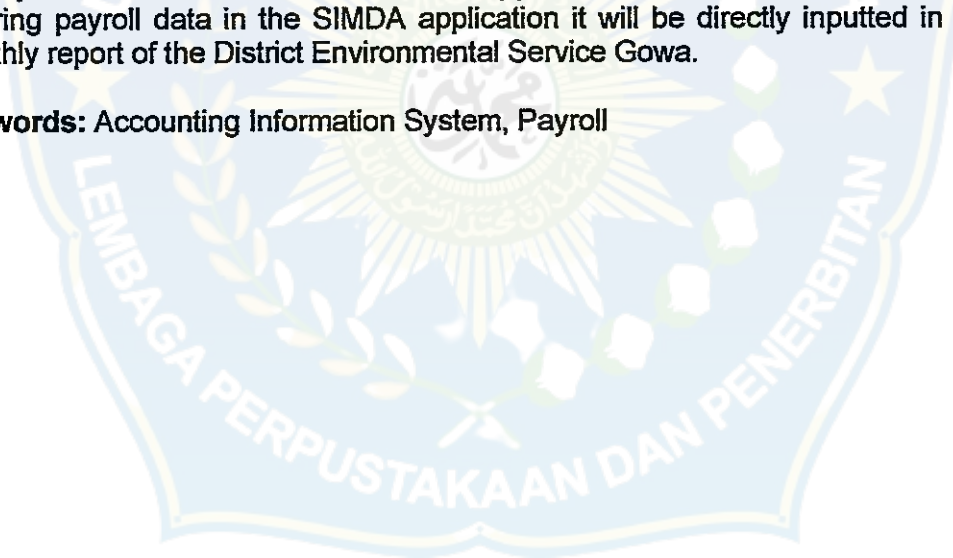 ring payroll data in the SIMDA application it will be directly inputted in
thly report of the District Environmental Service Gowa.
words: Accounting Information System, Payroll
LEMBAGA PERPUSTAKAAN DAN PENERBITAN